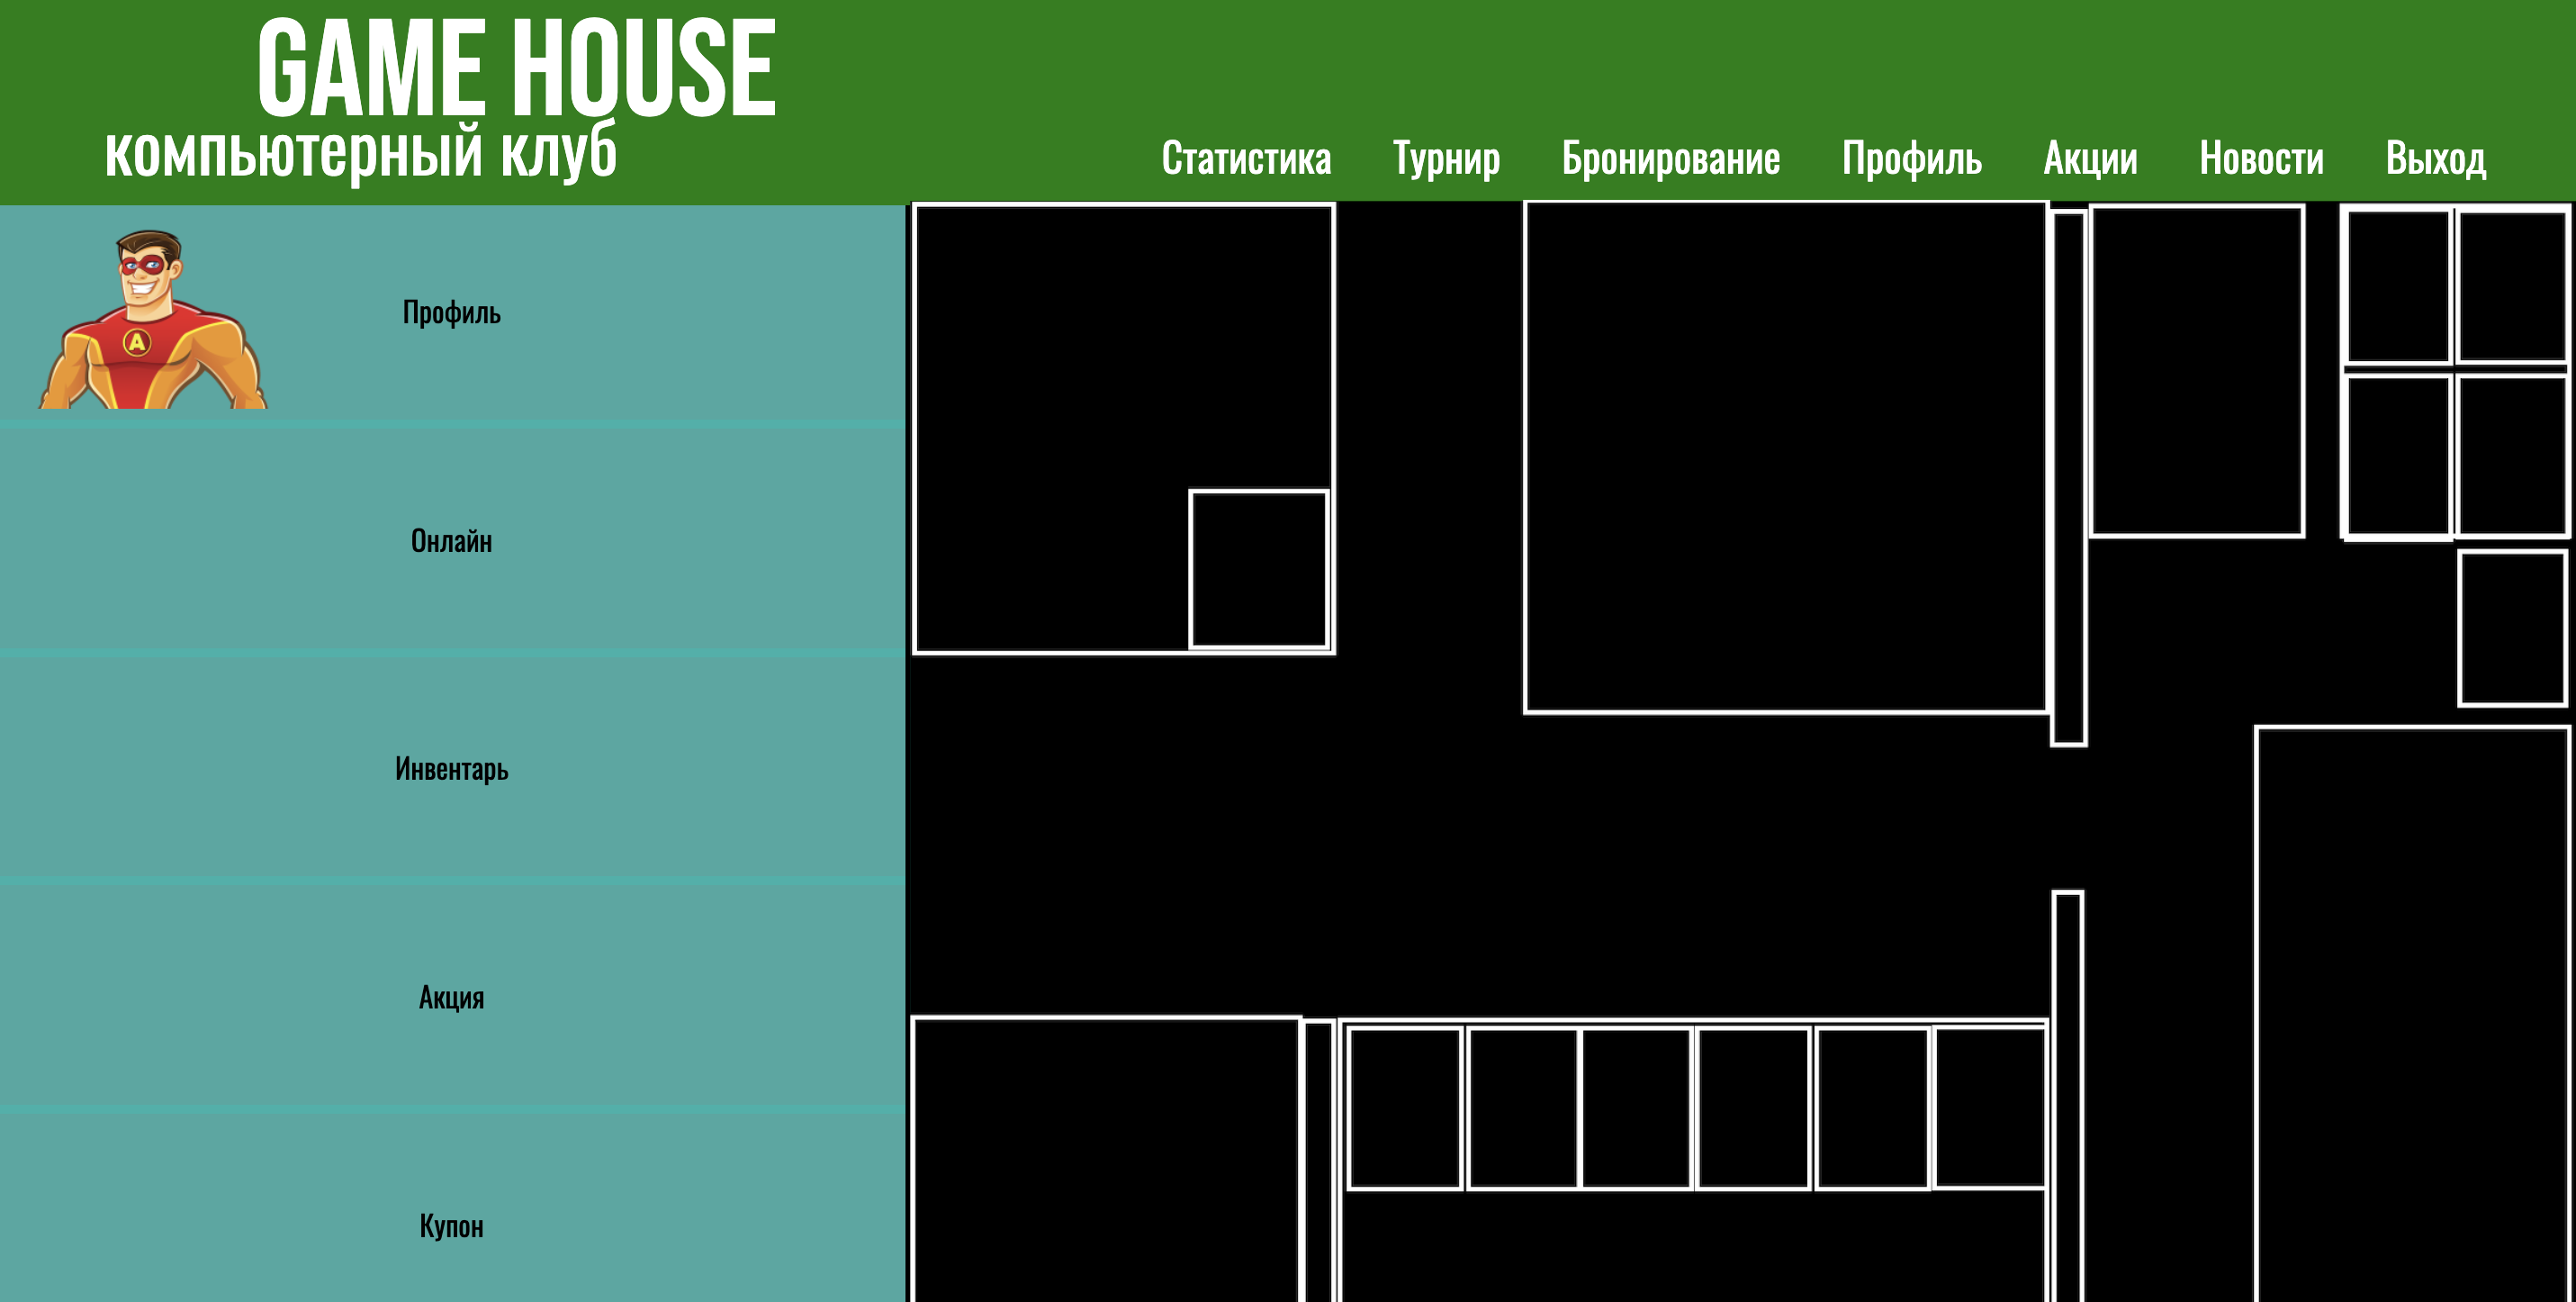 GAME HOUSE
компьютерный клуб
Статистика Турнир Бронирование Профиль Акции Новости Выход
A
Профиль
Онлайн
Инвентарь
Акция
Купон